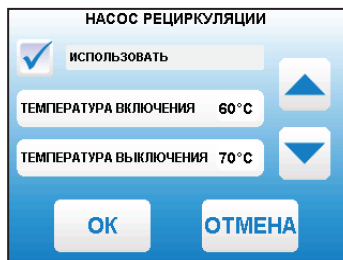 НАСОС РЕЦИРКУЛЯЦИИ
ИСПОЛЬЗОВАТЬ
ТЕМПЕРАТУРА ВКЛЮЧЕНИЯ 60°C
ТЕМПЕРАТУРА ВЫКЛЮЧЕНИЯ 70°C
ОК ОТМЕНА